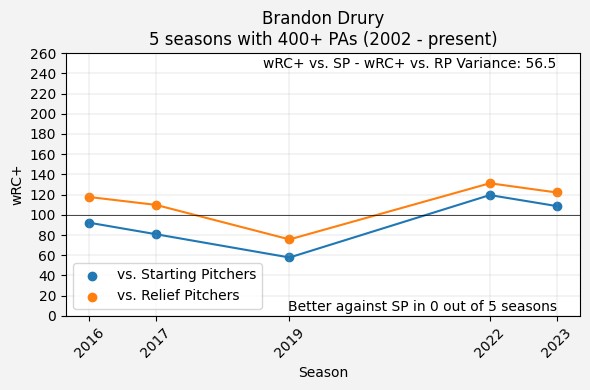 Brandon Drury
5 seasons with 400+ PAs (2002 - present)
wRC+ vs. SP - wRC+ vs. RP Variance: 56.5
wRC+
260
240
220
200
180
160
140
120
100
80
60
40
20
0
vs. Starting Pitchers
vs. Relief Pitchers
Better against SP in 0 out of 5 seasons
2016
2017
2019
2022
2023
Season